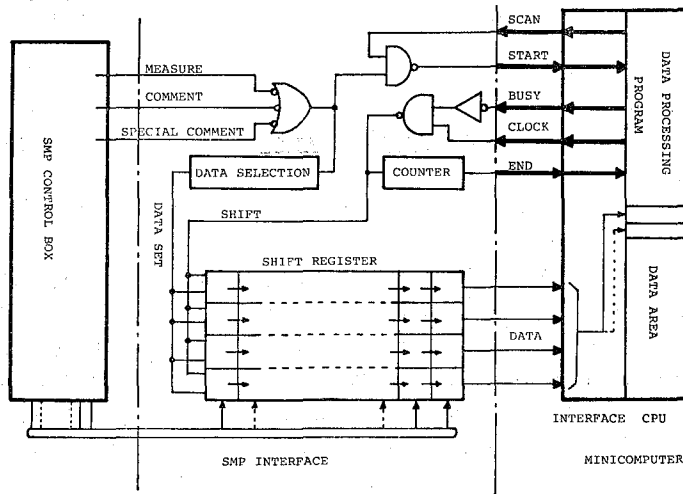 SCAN
MEASURE
START
COMMENT
BUSY
SPECIAL COMMENT
CLOCK
DATA SELECTION
COUNTER
END
SHIFT
DATA SET
SHIFT REGISTER
DATA
SMP CONTROL BOX
DATA PROCESSING PROGRAM
DATA AREA
INTERFACE CPU
SMP INTERFACE
MINICOMPUTER